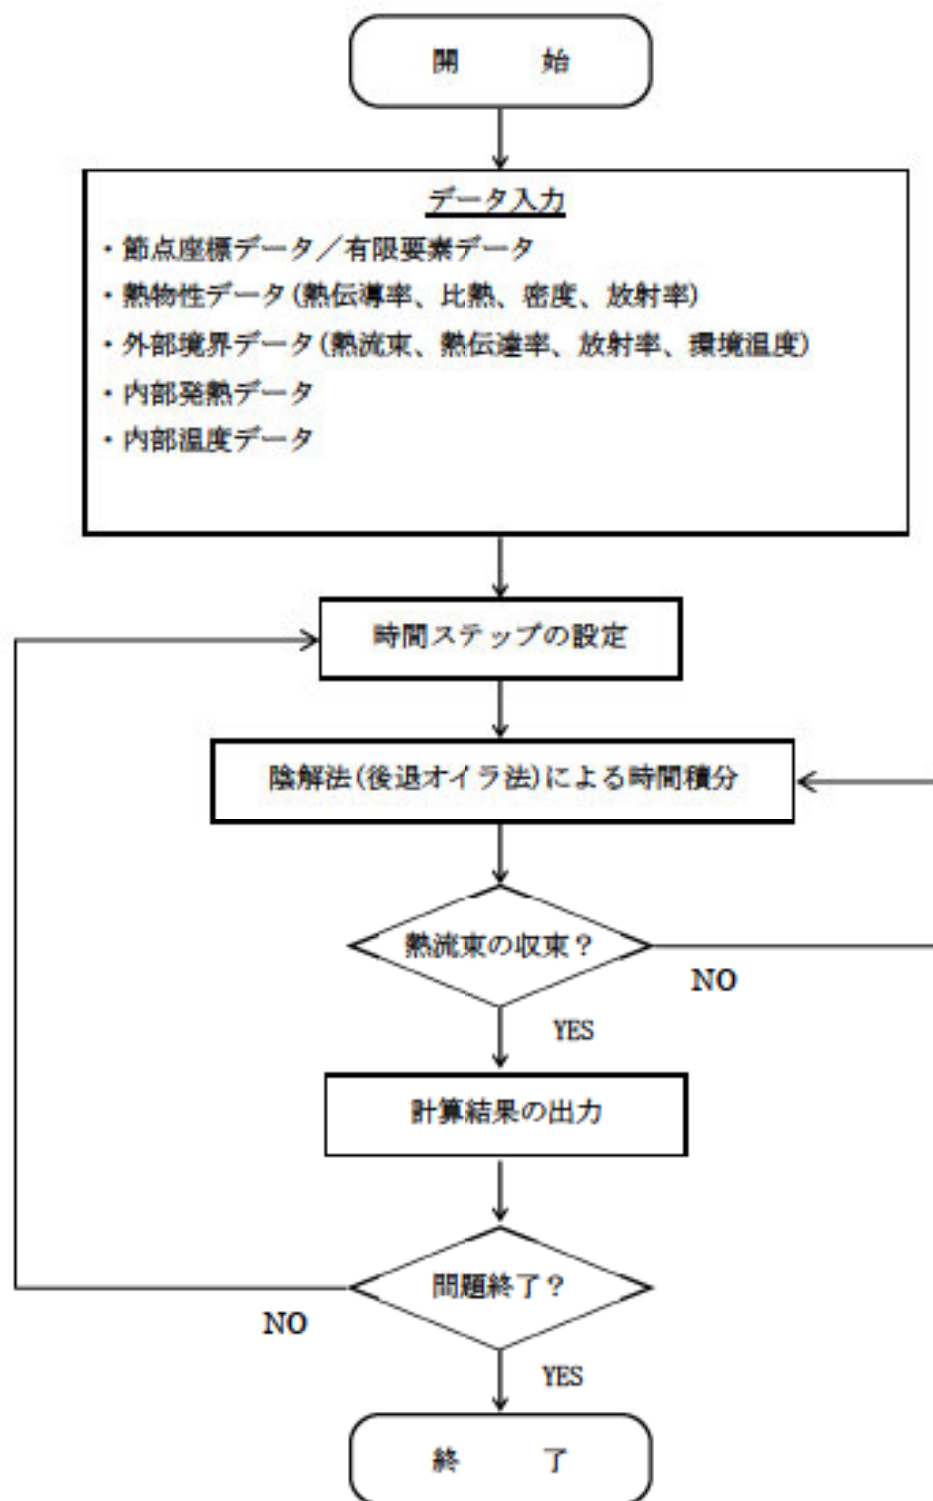 開 始
データ入力
・節点座標データ／有限要素データ
・熱物性データ(熱伝導率、比熱、密度、放射率)
・外部境界データ(熱流束、熱伝達率、放射率、環境温度)
・内部発熱データ
・内部温度データ
時間ステップの設定
陰解法(後退オイラ法)による時間積分
熱流束の収束？
NO
YES
計算結果の出力
問題終了？
NO
YES
終 了